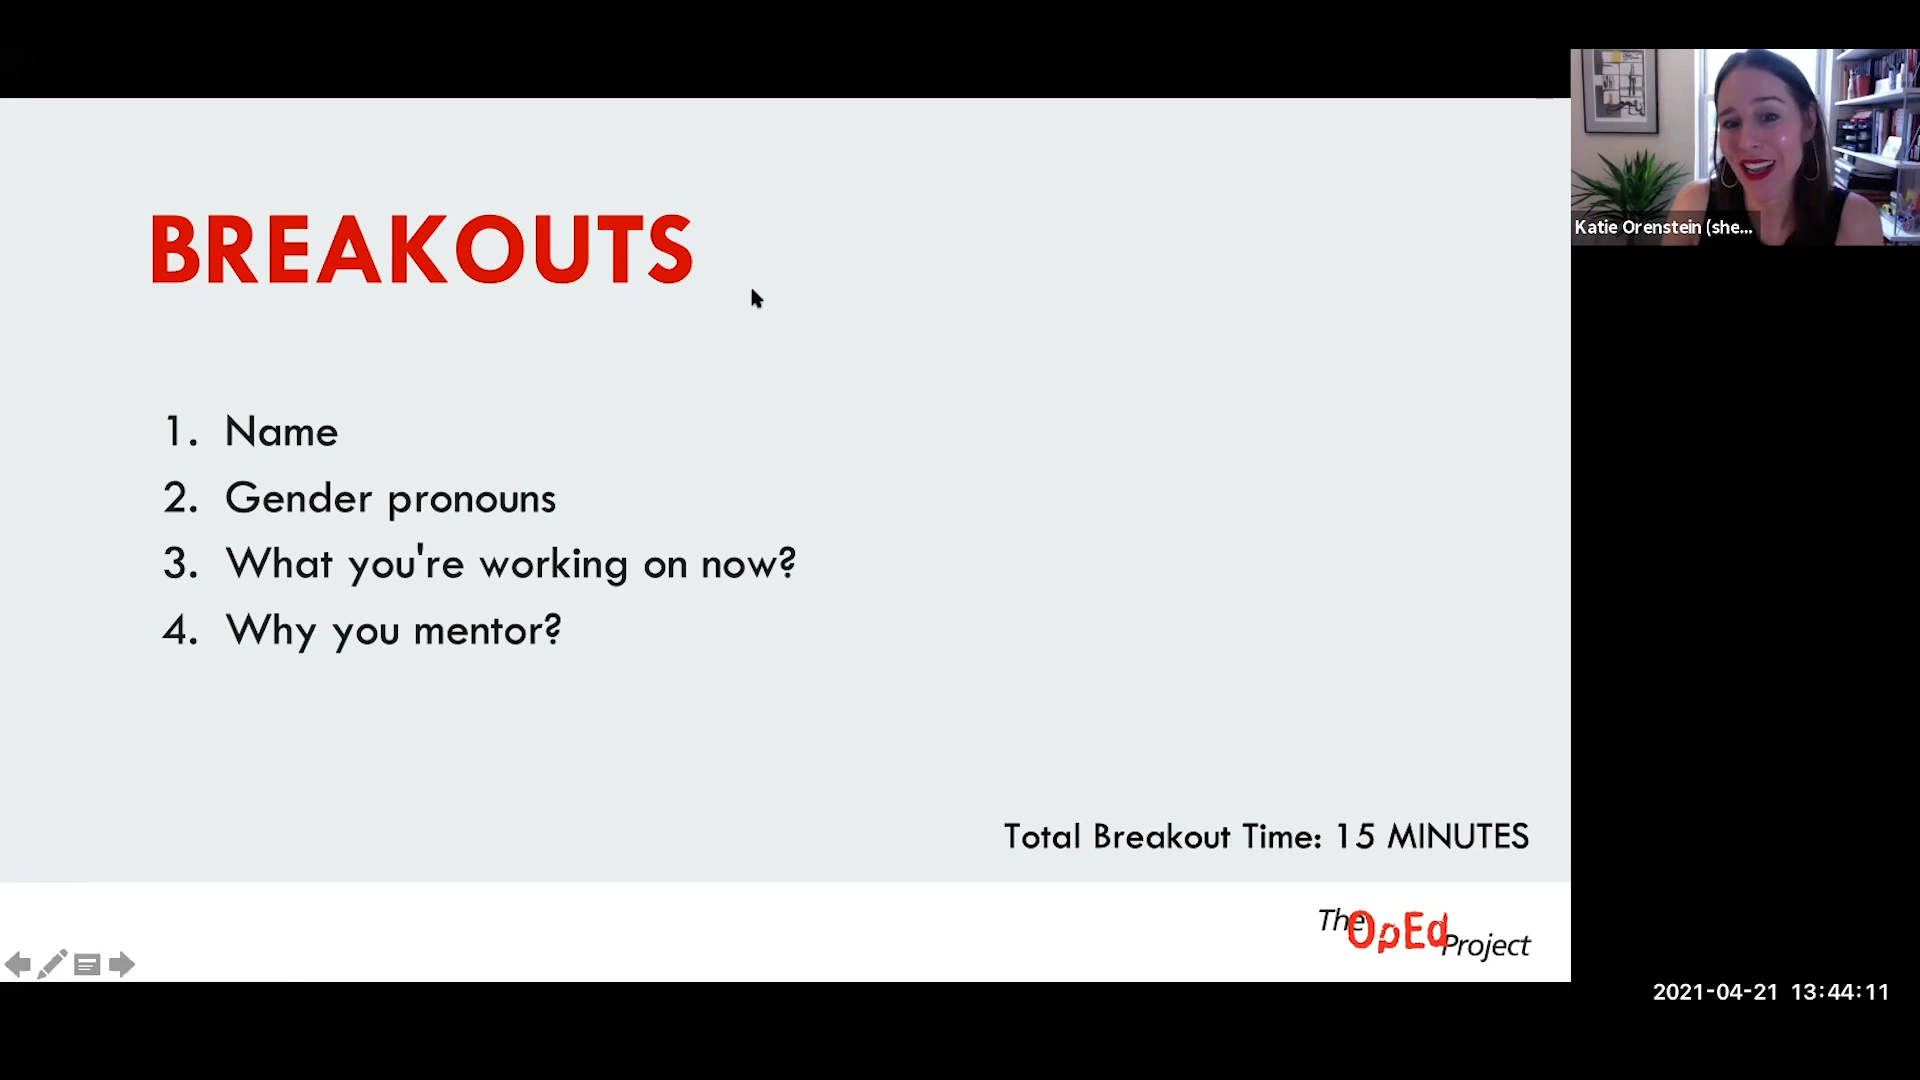 BREAKOUTS
1. Name
2. Gender pronouns
3. What you're working on now?
4. Why you mentor?
Total Breakout Time: 15 MINUTES
The OpEd Project
Katie Orenstein (she...
2021-04-21 13:44:11